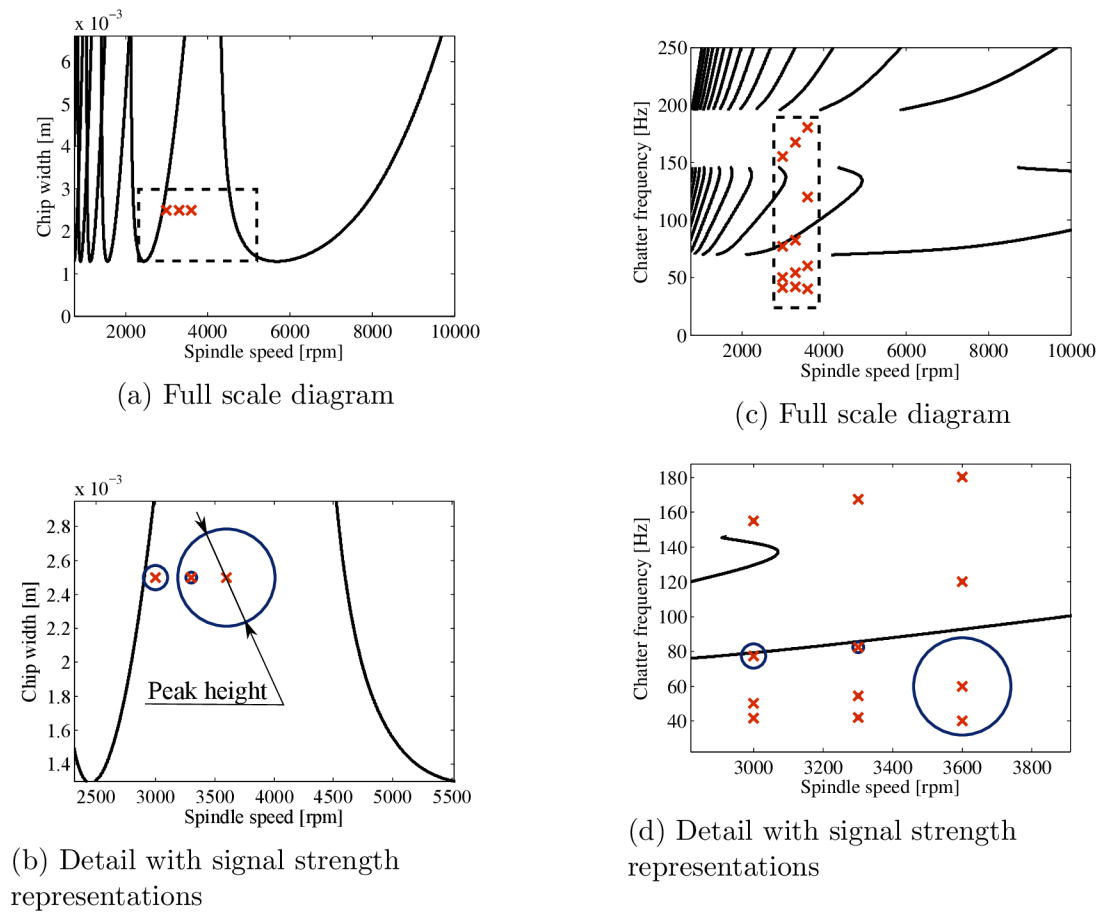 x 10⁻³
6
5
4
3
2
1
0
Chip width [m]
2000 4000 6000 8000 10000
Spindle speed [rpm]
(a) Full scale diagram
250
200
150
100
50
0
Chatter frequency [Hz]
2000 4000 6000 8000 10000
Spindle speed [rpm]
(c) Full scale diagram
x 10⁻³
2.8
2.6
2.4
2.2
2
1.8
1.6
1.4
Chip width [m]
Peak height
2500 3000 3500 4000 4500 5000 5500
Spindle speed [rpm]
(b) Detail with signal strength
representations
180
160
140
120
100
80
60
40
Chatter frequency [Hz]
3000 3200 3400 3600 3800
Spindle speed [rpm]
(d) Detail with signal strength
representations